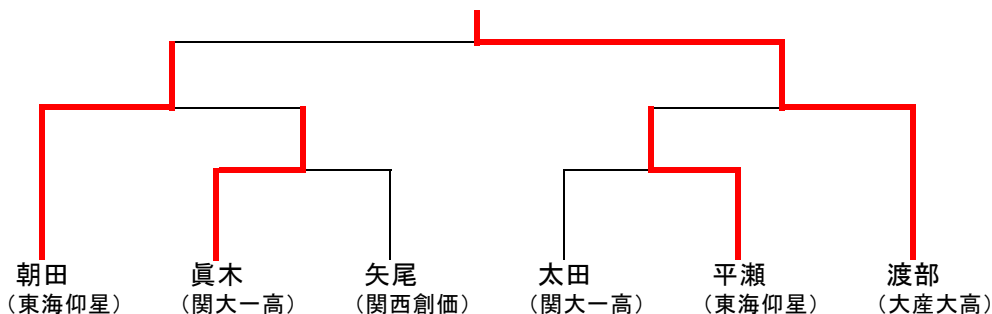 朝田 眞木 矢尾 太田 平瀬 渡部
（東海仰星） （関大一高） （関西創価） （関大一高） （東海仰星） （大産大高）